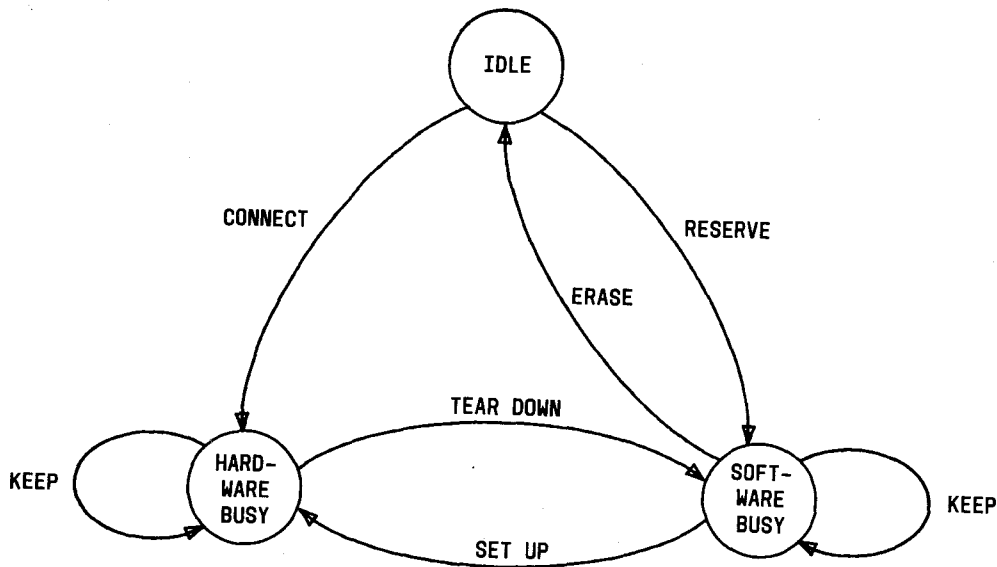 IDLE
CONNECT
RESERVE
ERASE
TEAR DOWN
KEEP
HARD-
WARE
BUSY
SOFT-
WARE
BUSY
KEEP
SET UP